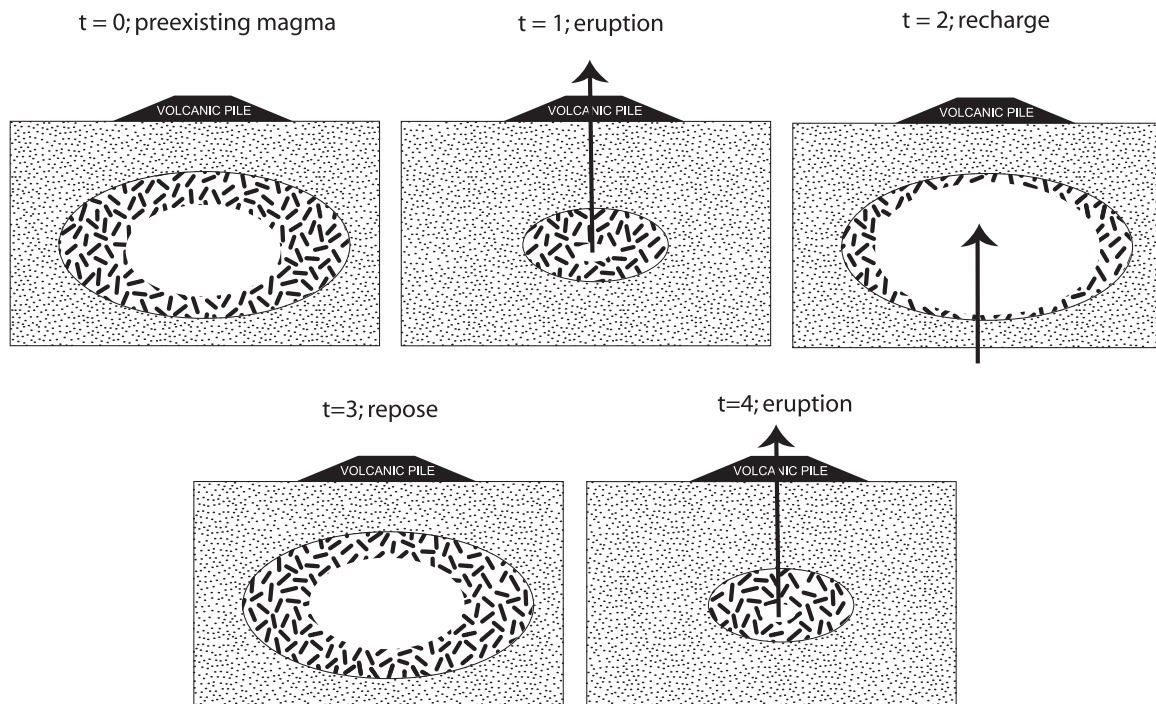 t = 0; preexisting magma
VOLCANIC PILE
t = 1; eruption
VOLCANIC PILE
t = 2; recharge
VOLCANIC PILE
t=3; repose
VOLCANIC PILE
t=4; eruption
VOLCANIC PILE